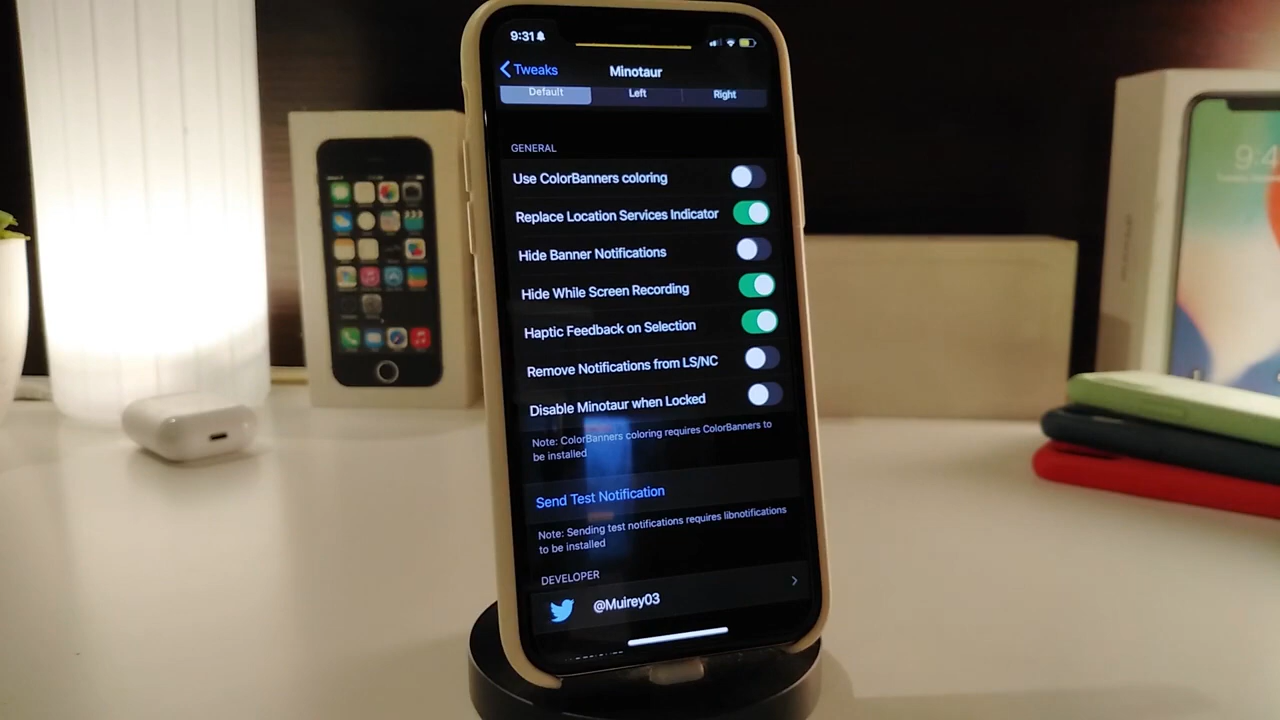 9:31
Tweaks
Minotaur
Default
Left
Right
GENERAL
Use ColorBanners coloring
Replace Location Services Indicator
Hide Banner Notifications
Hide While Screen Recording
Haptic Feedback on Selection
Remove Notifications from LS/NC
Disable Minotaur when Locked
Note: ColorBanners coloring requires ColorBanners to
be installed
Send Test Notification
Note: Sending test notifications requires libnotifications
to be installed
DEVELOPER
@Muirey03
9:4